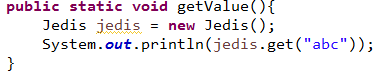 public static void getValue(){
    Jedis jedis = new Jedis();
    System.out.println(jedis.get("abc"));
}